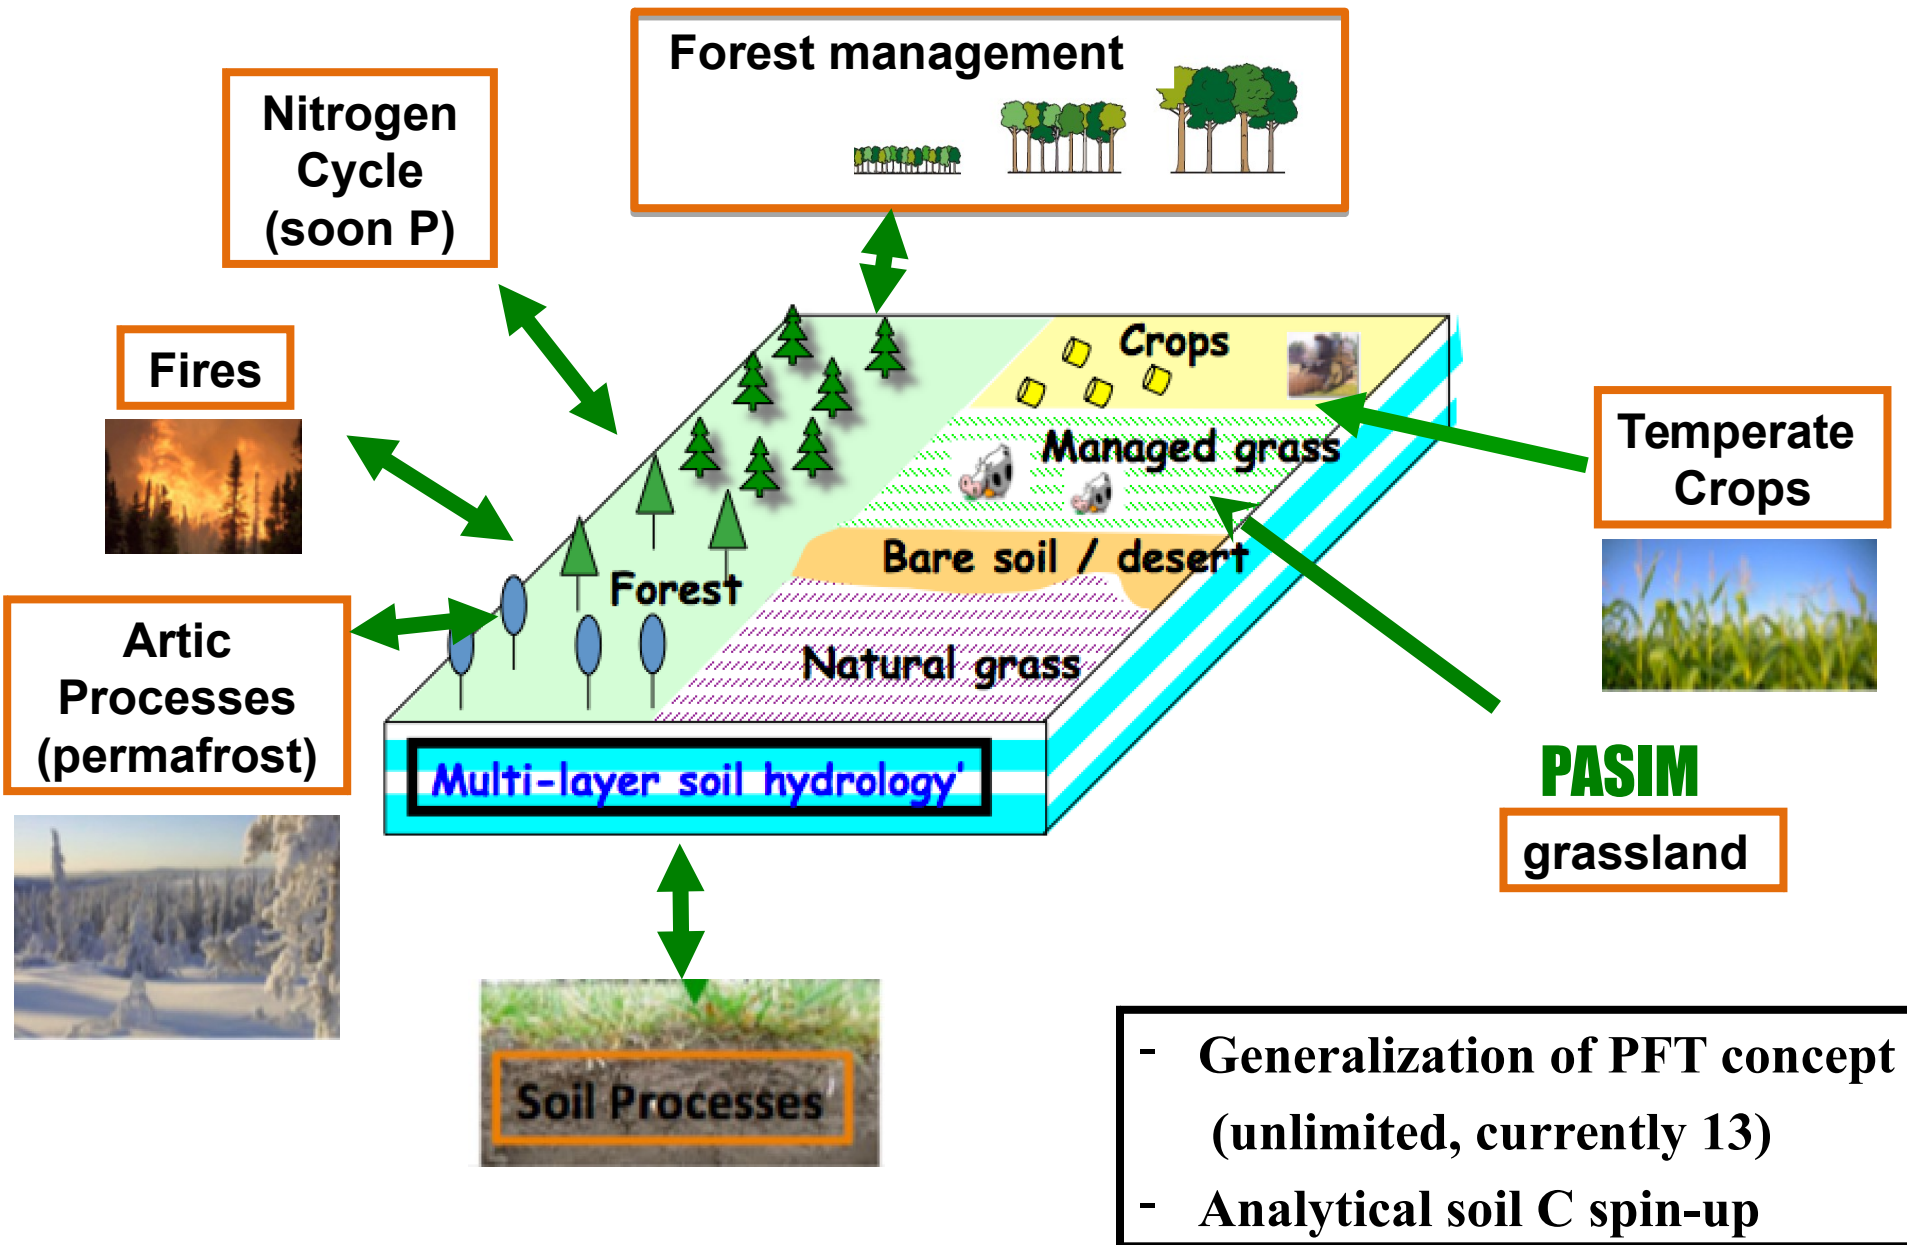 Forest management
Nitrogen
Cycle
(soon P)
Fires
Crops
Temperate
Crops
Managed grass
Bare soil / desert
Forest
Artic
Processes
(permafrost)
Natural grass
Multi-layer soil hydrology'
PASIM
grassland
Soil Processes
- Generalization of PFT concept
(unlimited, currently 13)
- Analytical soil C spin-up